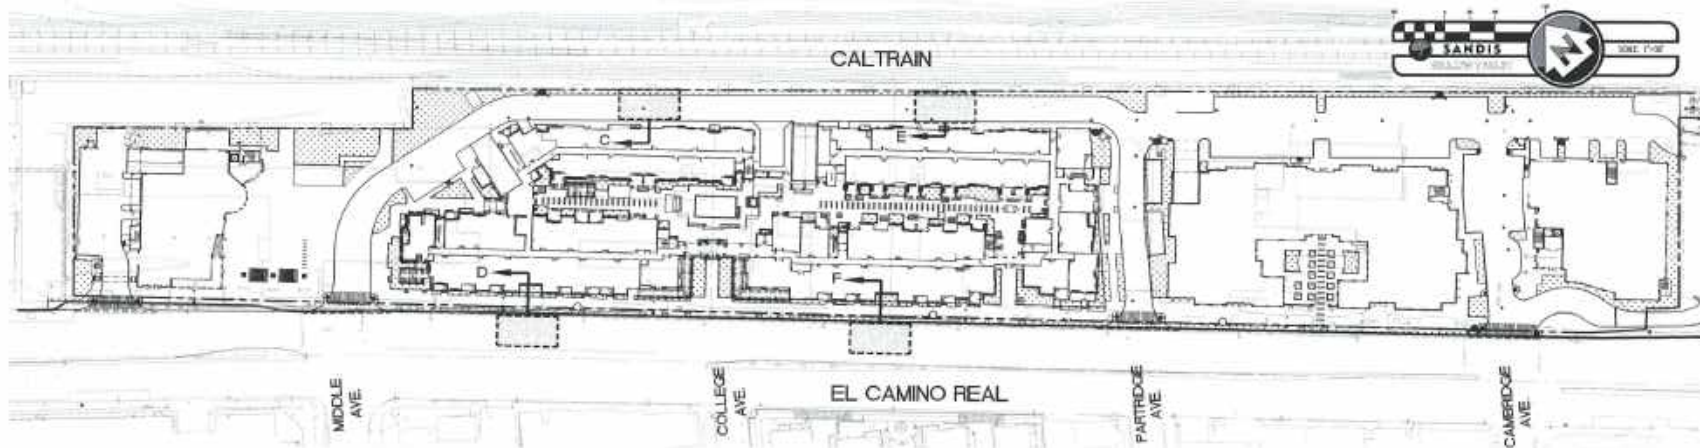 CALTRAIN
SANDIS
C
E
D
F
MIDDLE
AVE.
COLLEGE
AVE.
EL CAMINO REAL
PARTRIDGE
AVE.
CAMBRIDGE
AVE.